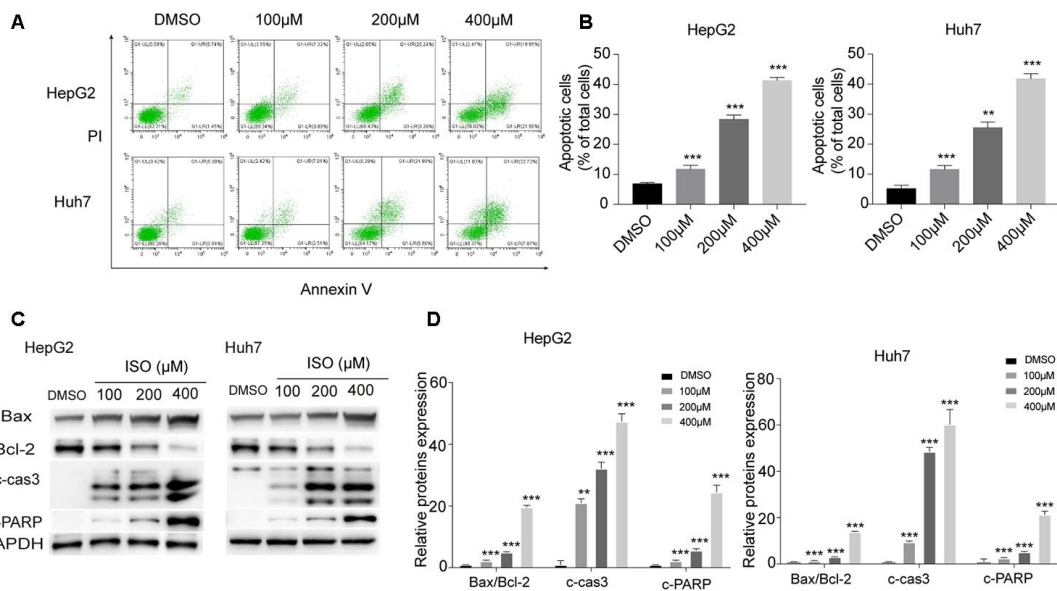 A
DMSO 100μM 200μM 400μM
HepG2
PI
Huh7
Annexin V
B
HepG2
Apoptotic cells
(% of total cells)
50
40
30
20
10
0
*** *** ***
DMSO 100μM 200μM 400μM
Huh7
Apoptotic cells
(% of total cells)
50
40
30
20
10
0
*** ** ***
DMSO 100μM 200μM 400μM
C
HepG2
ISO (μM)
DMSO 100 200 400
Bax
Bcl-2
c-cas3
-PARP
APDH
Huh7
ISO (μM)
DMSO 100 200 400
D
HepG2
Relative proteins expression
60
40
20
0
DMSO
100μM
200μM
400μM
*** *** ***
** *** ***
*** *** ***
Bax/Bcl-2 c-cas3 c-PARP
Huh7
Relative proteins expression
80
60
40
20
0
DMSO
100μM
200μM
400μM
*** *** ***
*** *** ***
*** *** ***
Bax/Bcl-2 c-cas3 c-PARP